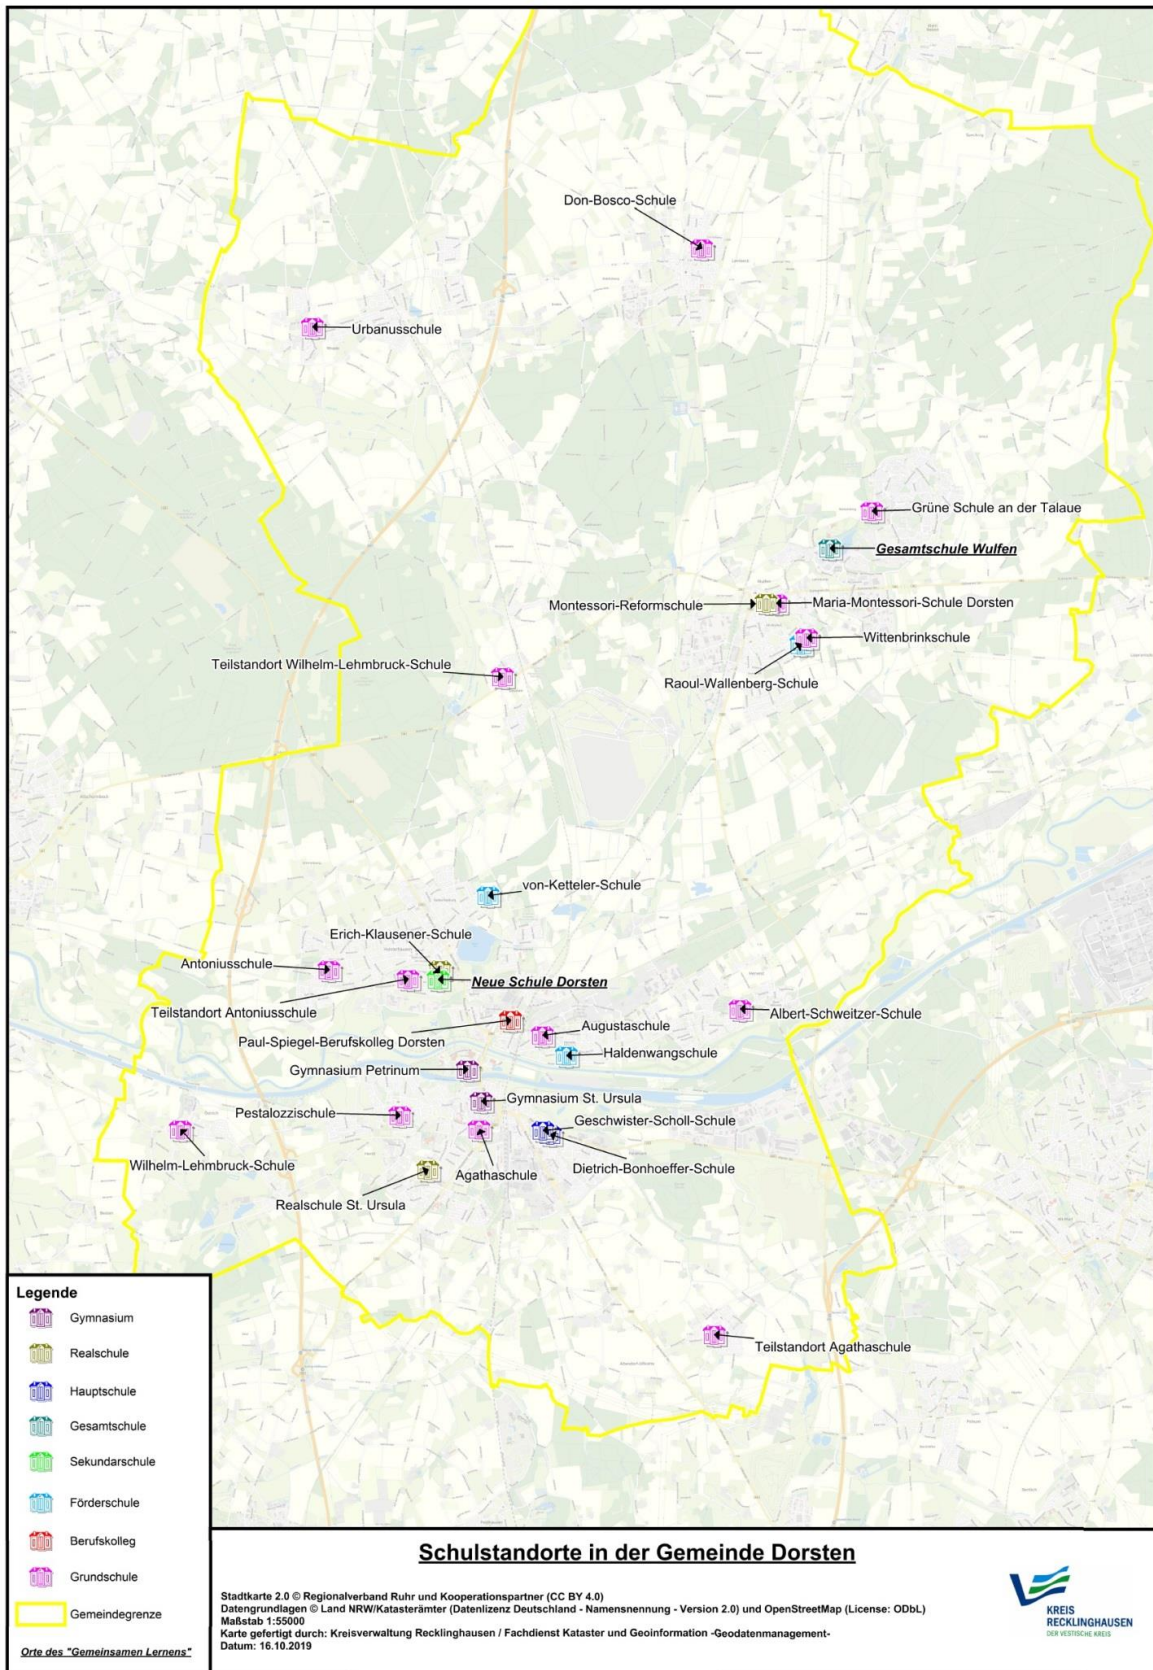 Don-Bosco-Schule
Urbanusschule
Grüne Schule an der Talaue
Gesamtschule Wulfen
Montessori-Reformschule
Maria-Montessori-Schule Dorsten
Wittenbrinkschule
Teilstandort Wilhelm-Lehmbruck-Schule
Raoul-Wallenberg-Schule
von-Ketteler-Schule
Erich-Klausener-Schule
Antoniusschule
Neue Schule Dorsten
Teilstandort Antoniusschule
Albert-Schweitzer-Schule
Augustaschule
Paul-Spiegel-Berufskolleg Dorsten
Haldenwangschule
Gymnasium Petrinum
Gymnasium St. Ursula
Pestalozzischule
Geschwister-Scholl-Schule
Wilhelm-Lehmbruck-Schule
Agathaschule
Dietrich-Bonhoeffer-Schule
Realschule St. Ursula
Teilstandort Agathaschule
Legende
Gymnasium
Realschule
Hauptschule
Gesamtschule
Sekundarschule
Förderschule
Berufskolleg
Grundschule
Gemeindegrenze
Orte des "Gemeinsamen Lernens"
Schulstandorte in der Gemeinde Dorsten
Stadtkarte 2.0 © Regionalverband Ruhr und Kooperationspartner (CC BY 4.0)
Datengrundlagen © Land NRW/Katasterämter (Datenlizenz Deutschland - Namensnennung - Version 2.0) und OpenStreetMap (License: ODbL)
Maßstab 1:55000
Karte gefertigt durch: Kreisverwaltung Recklinghausen / Fachdienst Kataster und Geoinformation -Geodatenmanagement-
Datum: 16.10.2019
KREIS
RECKLINGHAUSEN
DER VESTISCHE KREIS